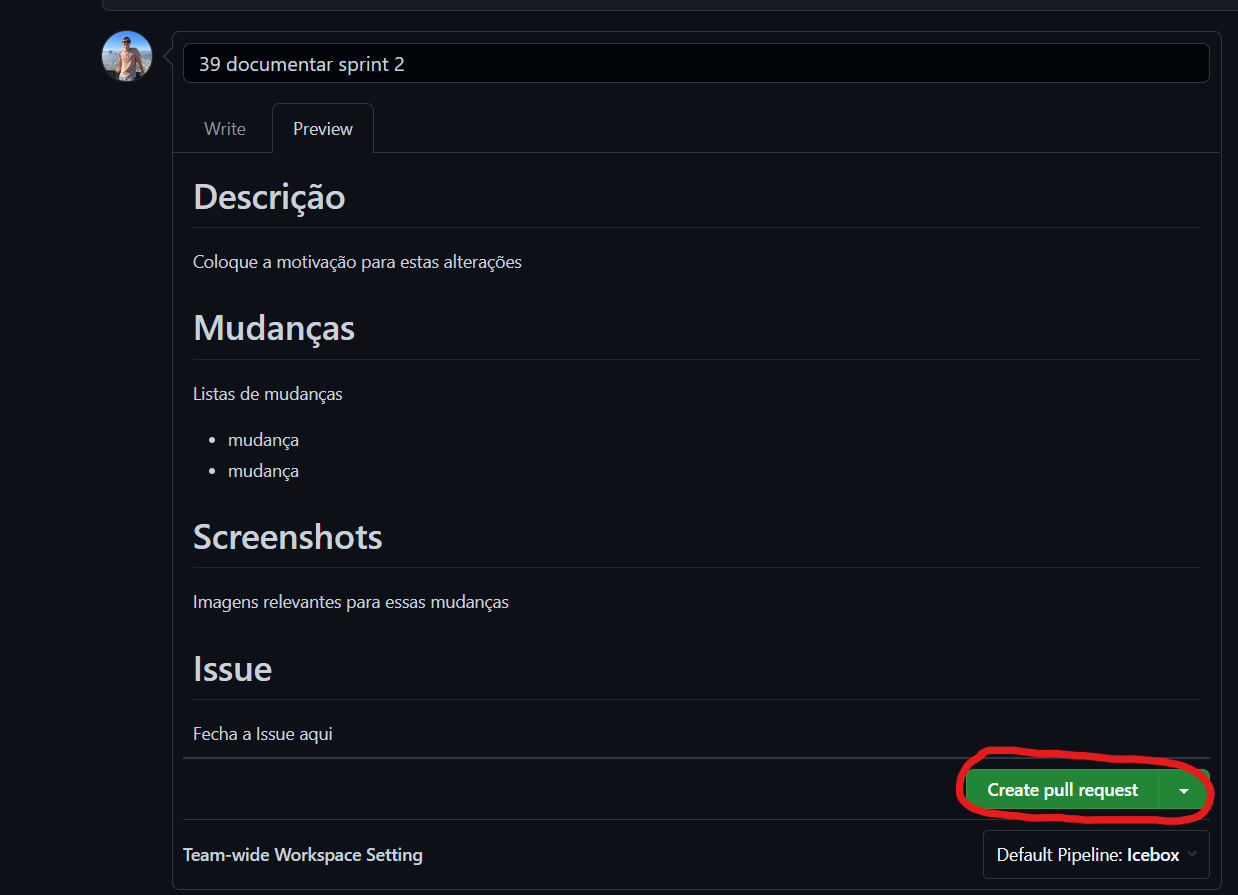 39 documentar sprint 2
Write Preview
Descrição
Coloque a motivação para estas alterações
Mudanças
Listas de mudanças
mudança
mudança
Screenshots
Imagens relevantes para essas mudanças
Issue
Fecha a Issue aqui
Create pull request
Team-wide Workspace Setting Default Pipeline: Icebox